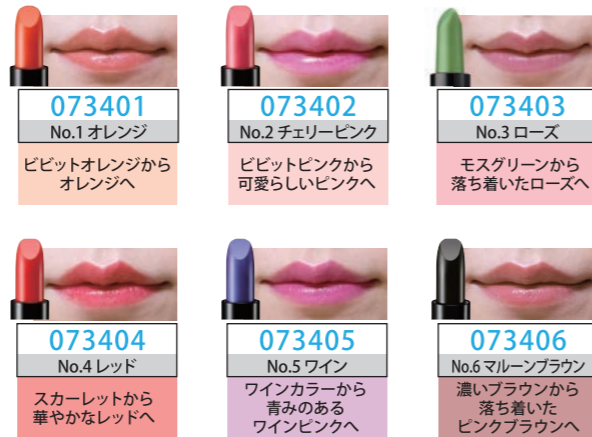 073401
No.1 オレンジ
ビビットオレンジから
オレンジへ
073402
No.2 チェリーピンク
ビビットピンクから
可愛らしいピンクへ
073403
No.3 ローズ
モスグリーンから
落ち着いたローズへ
073404
No.4 レッド
スカーレットから
華やかなレッドへ
073405
No.5 ワイン
ワインカラーから
青みのある
ワインピンクへ
073406
No.6 マルーンブラウン
濃いブラウンから
落ち着いた
ピンクブラウンへ